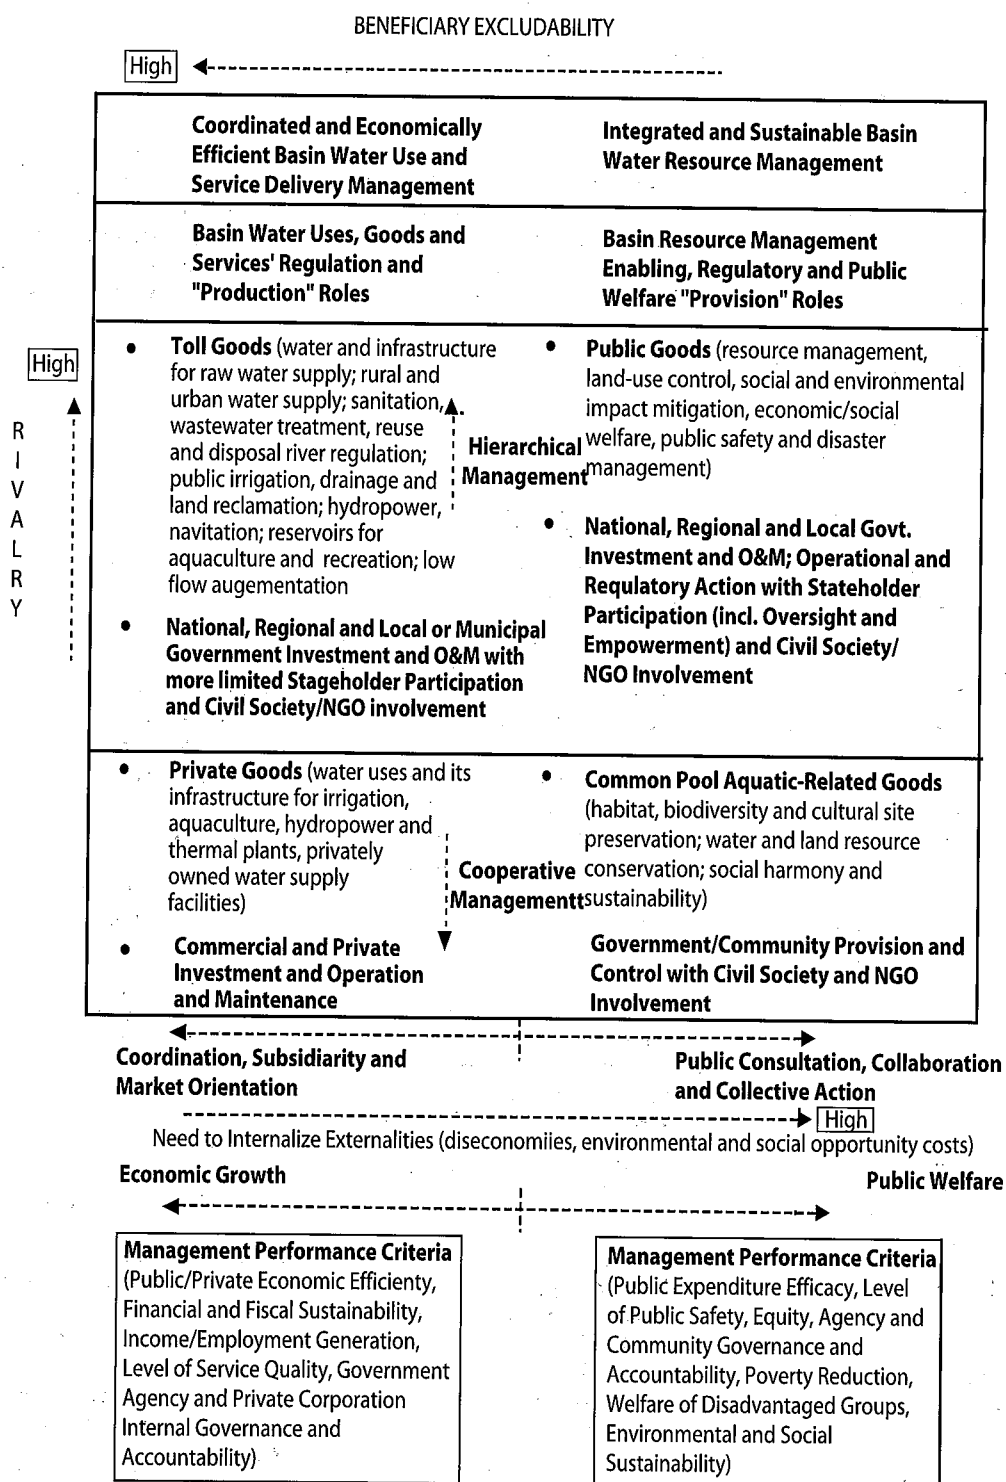 BENEFICIARY EXCLUDABILITY
High
Coordinated and Economically
Efficient Basin Water Use and
Service Delivery Management
Integrated and Sustainable Basin
Water Resource Management
Basin Water Uses, Goods and
Services' Regulation and
"Production" Roles
Basin Resource Management
Enabling, Regulatory and Public
Welfare "Provision" Roles
High
RIVALRY
• Toll Goods (water and infrastructure
for raw water supply; rural and
urban water supply; sanitation,
wastewater treatment, reuse
and disposal river regulation;
public irrigation, drainage and
land reclamation; hydropower,
navitation; reservoirs for
aquaculture and recreation; low
flow augementation
• National, Regional and Local or Municipal
Government Investment and O&M with
more limited Stageholder Participation
and Civil Society/NGO involvement
Hierarchical
Management
• Public Goods (resource management,
land-use control, social and environmental
impact mitigation, economic/social
welfare, public safety and disaster
management)
• National, Regional and Local Govt.
Investment and O&M; Operational and
Requlatory Action with Stateholder
Participation (incl. Oversight and
Empowerment) and Civil Society/
NGO Involvement
• Private Goods (water uses and its
infrastructure for irrigation,
aquaculture, hydropower and
thermal plants, privately
owned water supply
facilities)
• Commercial and Private
Investment and Operation
and Maintenance
Cooperative
Managementt
• Common Pool Aquatic-Related Goods
(habitat, biodiversity and cultural site
preservation; water and land resource
conservation; social harmony and
sustainability)
Government/Community Provision and
Control with Civil Society and NGO
Involvement
Coordination, Subsidiarity and
Market Orientation
Public Consultation, Collaboration
and Collective Action
High
Need to Internalize Externalities (diseconomiies, environmental and social opportunity costs)
Economic Growth
Public Welfare
Management Performance Criteria
(Public/Private Economic Efficienty,
Financial and Fiscal Sustainability,
Income/Employment Generation,
Level of Service Quality, Government
Agency and Private Corporation
Internal Governance and
Accountability)
Management Performance Criteria
(Public Expenditure Efficacy, Level
of Public Safety, Equity, Agency and
Community Governance and
Accountability, Poverty Reduction,
Welfare of Disadvantaged Groups,
Environmental and Social
Sustainability)